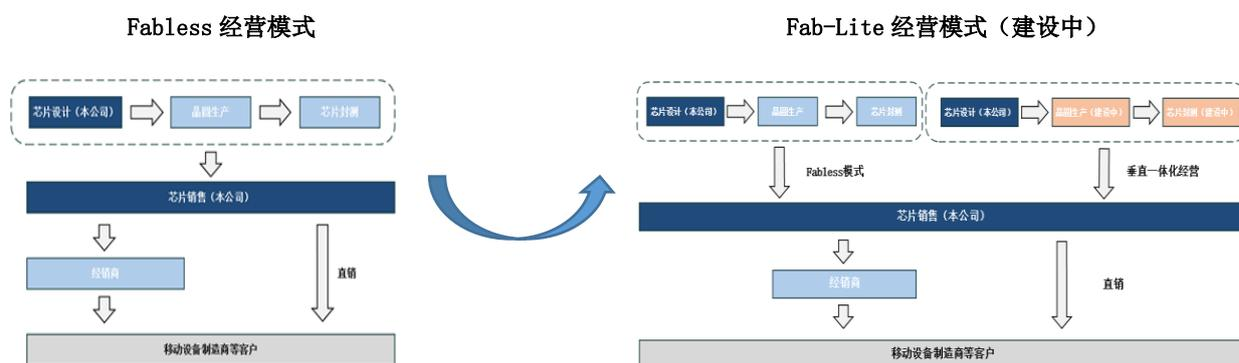 Fabless 经营模式
Fab-Lite 经营模式（建设中）
芯片设计（本公司）
晶圆生产
芯片封测
芯片销售（本公司）
经销商
直销
移动设备制造商等客户
芯片设计（本公司）
晶圆生产
芯片封测
芯片设计（本公司）
晶圆生产（建设中）
芯片封测（建设中）
Fabless模式
垂直一体化经营
芯片销售（本公司）
经销商
直销
移动设备制造商等客户